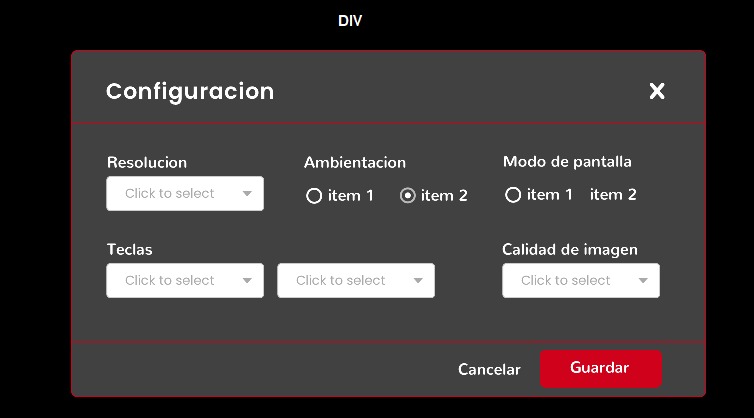 DIV
Configuracion X
Resolucion Ambientacion Modo de pantalla
Click to select item 1 item 2 item 1 item 2
Teclas Calidad de imagen
Click to select Click to select Click to select
Cancelar Guardar